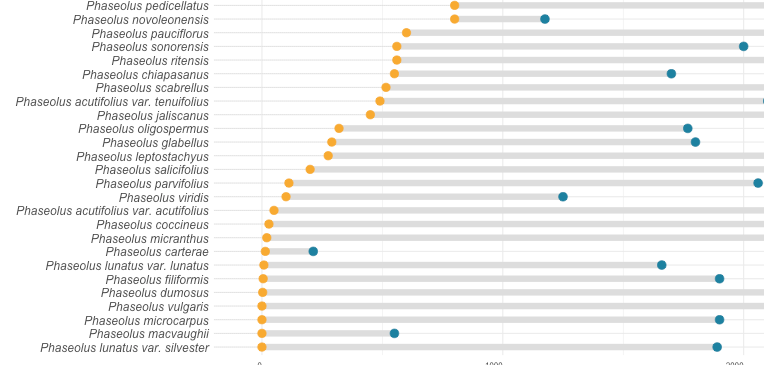 Phaseolus pedicellatus
Phaseolus novoleonensis
Phaseolus pauciflorus
Phaseolus sonorensis
Phaseolus ritensis
Phaseolus chiapasanus
Phaseolus scabrellus
Phaseolus acutifolius var. tenuifolius
Phaseolus jaliscanus
Phaseolus oligospermus
Phaseolus glabellus
Phaseolus leptostachyus
Phaseolus salicifolius
Phaseolus parvifolius
Phaseolus viridis
Phaseolus acutifolius var. acutifolius
Phaseolus coccineus
Phaseolus micranthus
Phaseolus carterae
Phaseolus lunatus var. lunatus
Phaseolus filiformis
Phaseolus dumosus
Phaseolus vulgaris
Phaseolus microcarpus
Phaseolus macvaughii
Phaseolus lunatus var. silvester
0 1000 2000